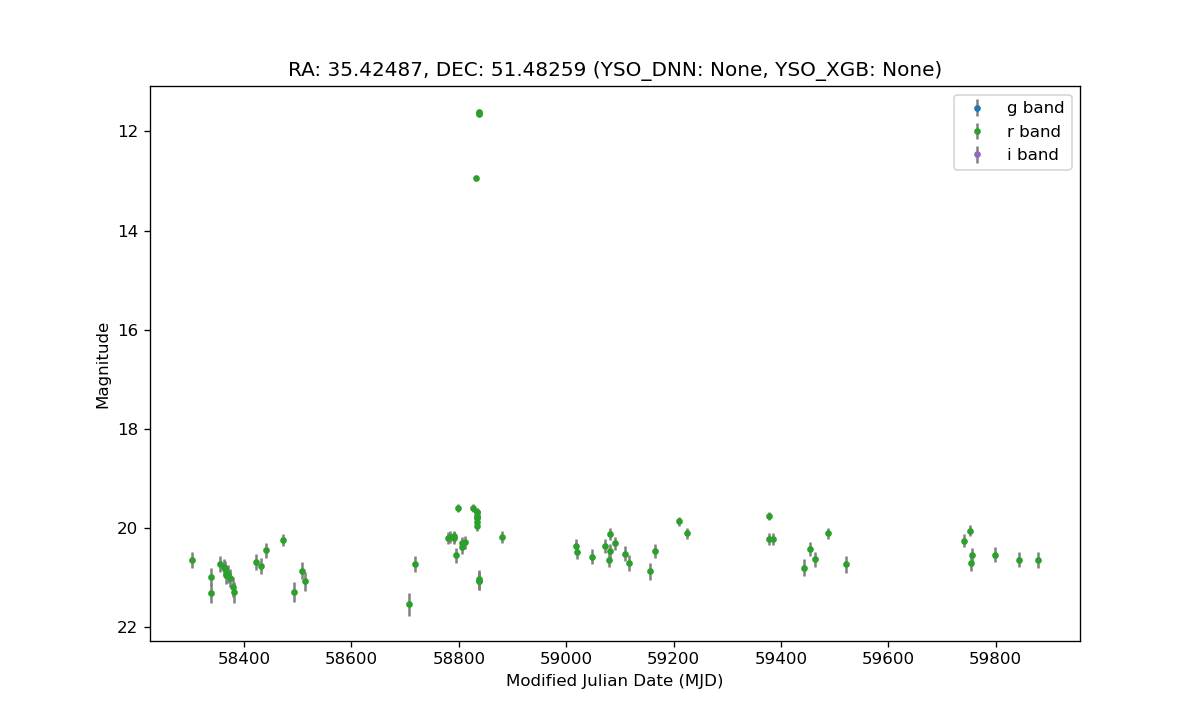 RA: 35.42487, DEC: 51.48259 (YSO_DNN: None, YSO_XGB: None)
g band
r band
i band
12
14
16
18
20
22
Magnitude
58400 58600 58800 59000 59200 59400 59600 59800
Modified Julian Date (MJD)